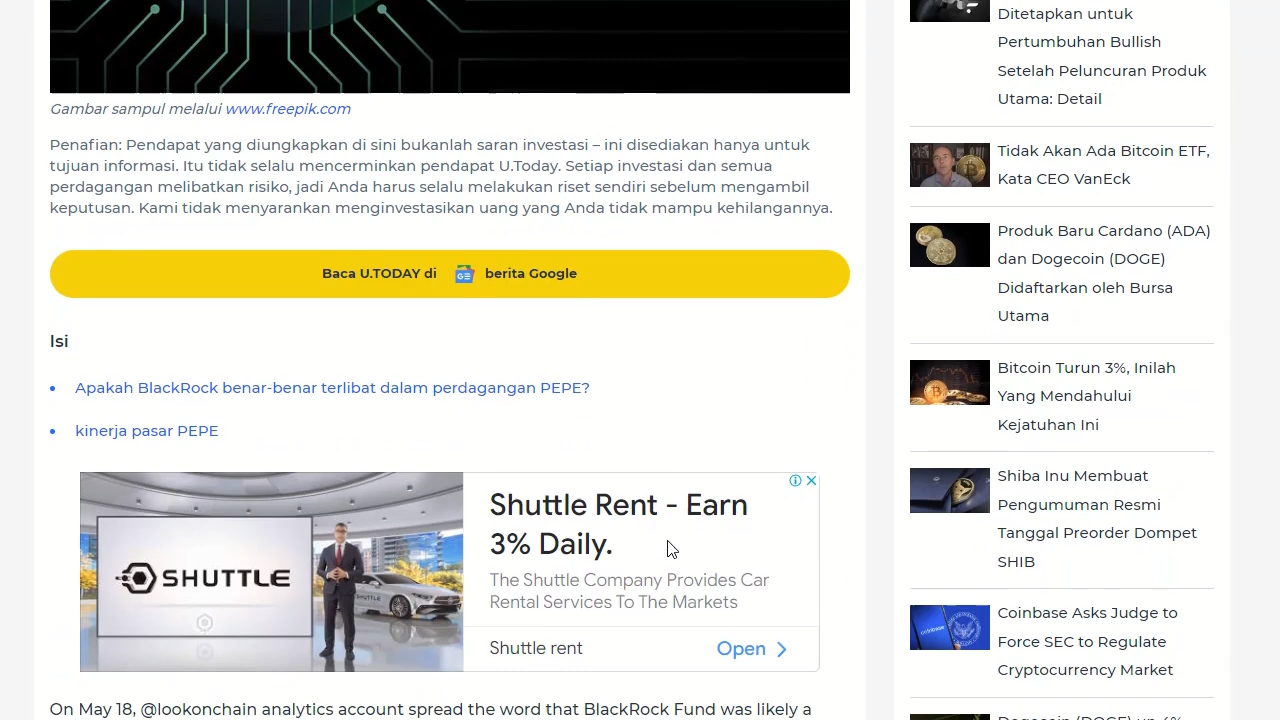 Gambar sampul melalui www.freepik.com
Penafian: Pendapat yang diungkapkan di sini bukanlah saran investasi – ini disediakan hanya untuk
tujuan informasi. Itu tidak selalu mencerminkan pendapat U.Today. Setiap investasi dan semua
perdagangan melibatkan risiko, jadi Anda harus selalu melakukan riset sendiri sebelum mengambil
keputusan. Kami tidak menyarankan menginvestasikan uang yang Anda tidak mampu kehilangannya.
Baca U.TODAY di GE berita Google
Isi
• Apakah BlackRock benar-benar terlibat dalam perdagangan PEPE?
• kinerja pasar PEPE
SHUTTLE
Shuttle Rent - Earn
3% Daily.
The Shuttle Company Provides Car
Rental Services To The Markets
Shuttle rent
Open
On May 18, @lookonchain analytics account spread the word that BlackRock Fund was likely a
Ditetapkan untuk
Pertumbuhan Bullish
Setelah Peluncuran Produk
Utama: Detail
Tidak Akan Ada Bitcoin ETF,
Kata CEO VanEck
Produk Baru Cardano (ADA)
dan Dogecoin (DOGE)
Didaftarkan oleh Bursa
Utama
Bitcoin Turun 3%, Inilah
Yang Mendahului
Kejatuhan Ini
Shiba Inu Membuat
Pengumuman Resmi
Tanggal Preorder Dompet
SHIB
coinbase
Coinbase Asks Judge to
Force SEC to Regulate
Cryptocurrency Market
Dogecoin (DOGE) up 4%